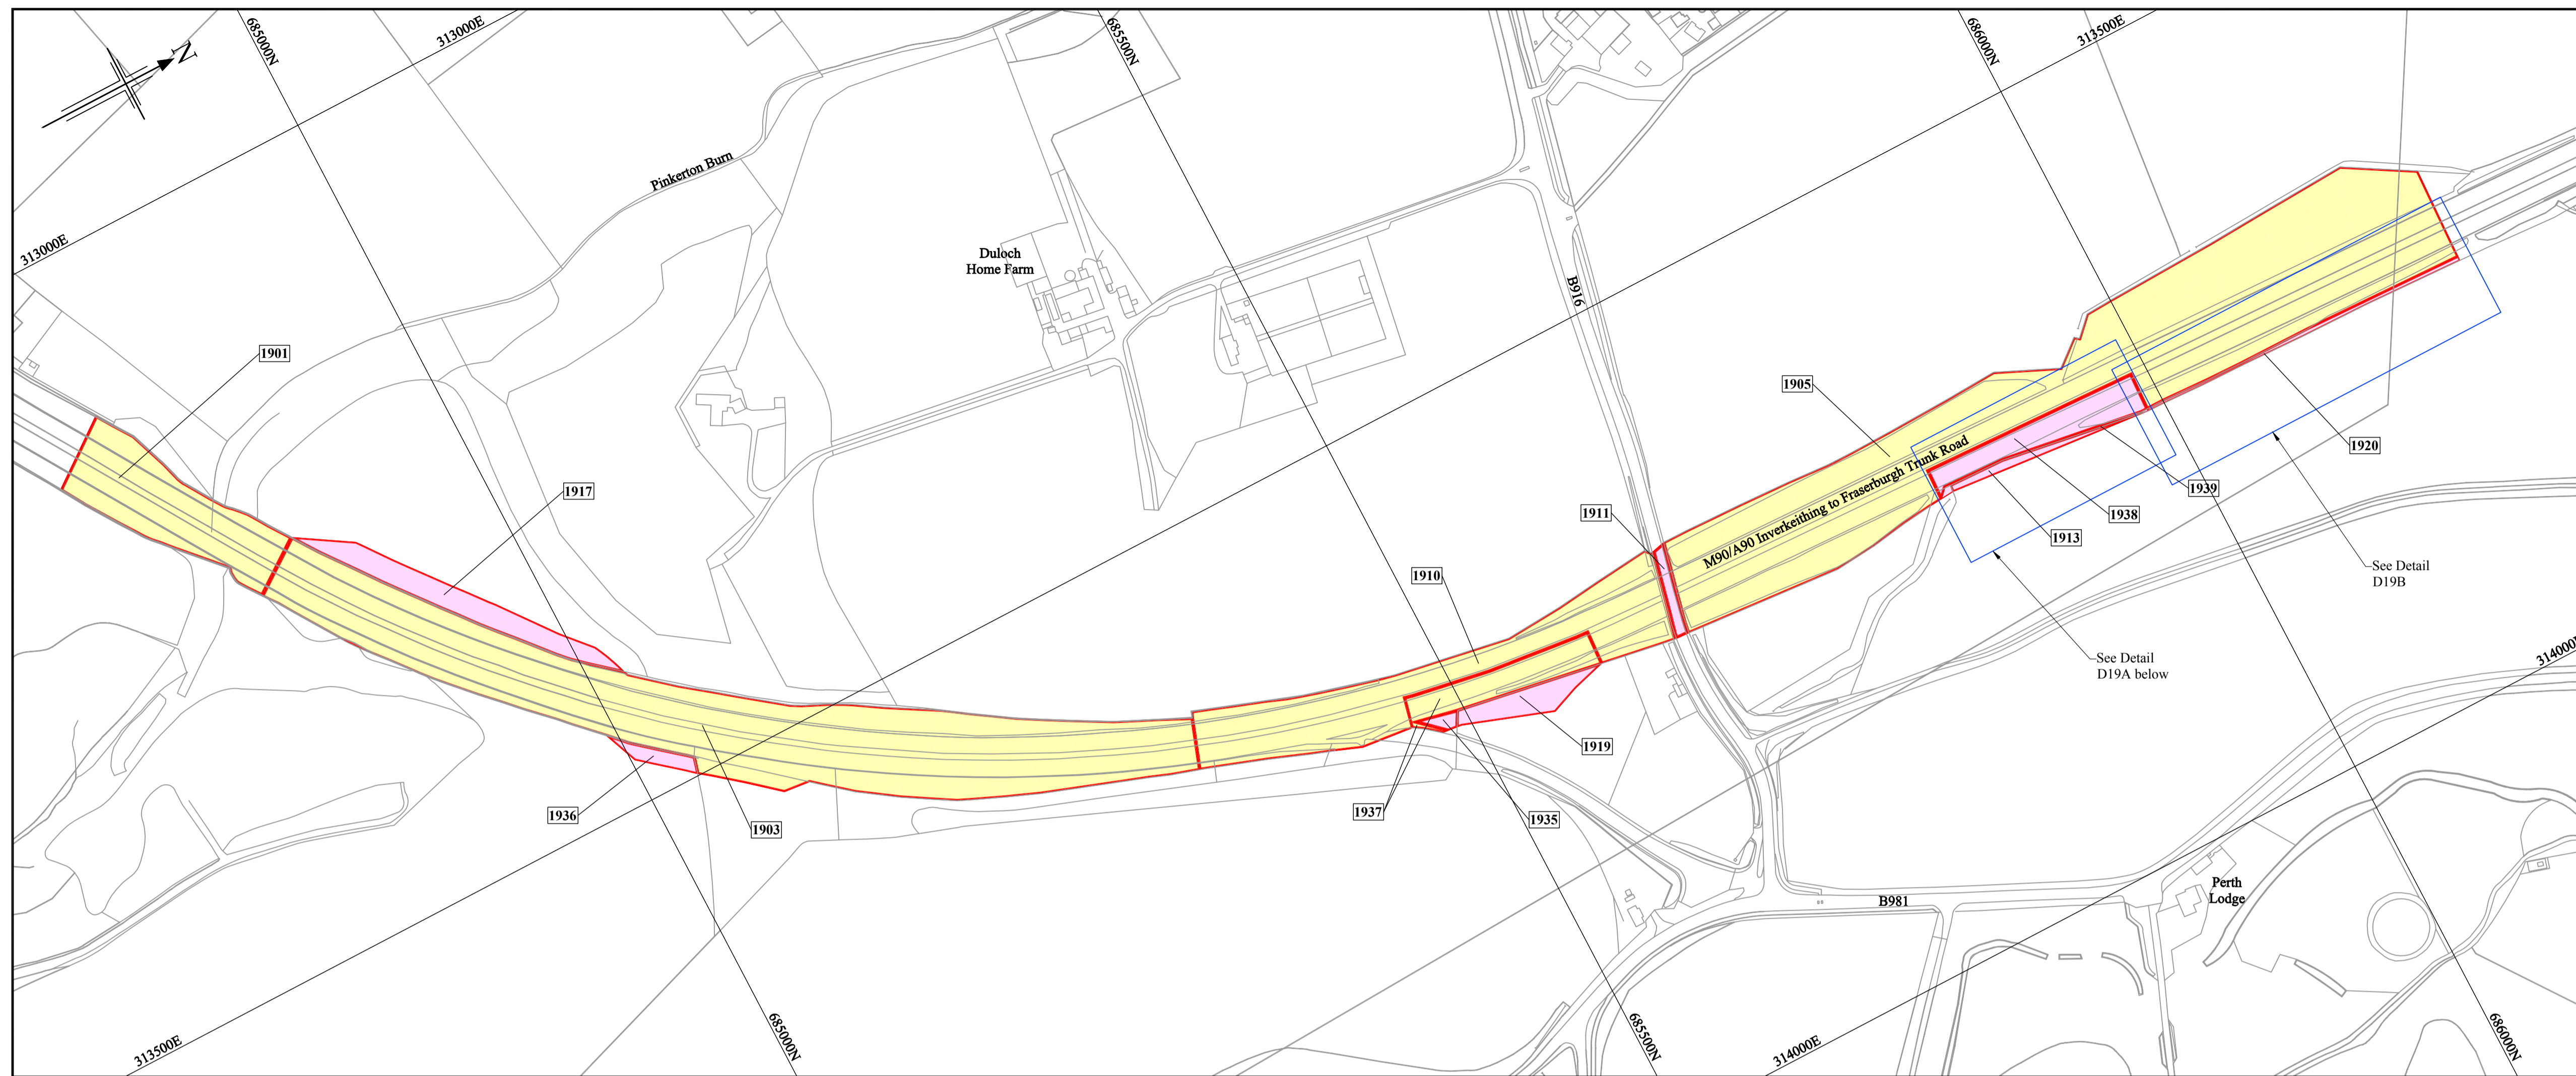 N
685000N
313000E
685500N
686000N
313500E
313000E
Pinkerton Burn
Duloch
Home Farm
B916
1901
1905
1917
1920
M90/A90 Inverkeithing to Fraserburgh Trunk Road
1939
1911
1938
1913
1910
See Detail
D19B
See Detail
D19A below
1919
1936
1903
1937
1935
Perth
Lodge
B981
313500E
685000N
685500N
314000E
686000N